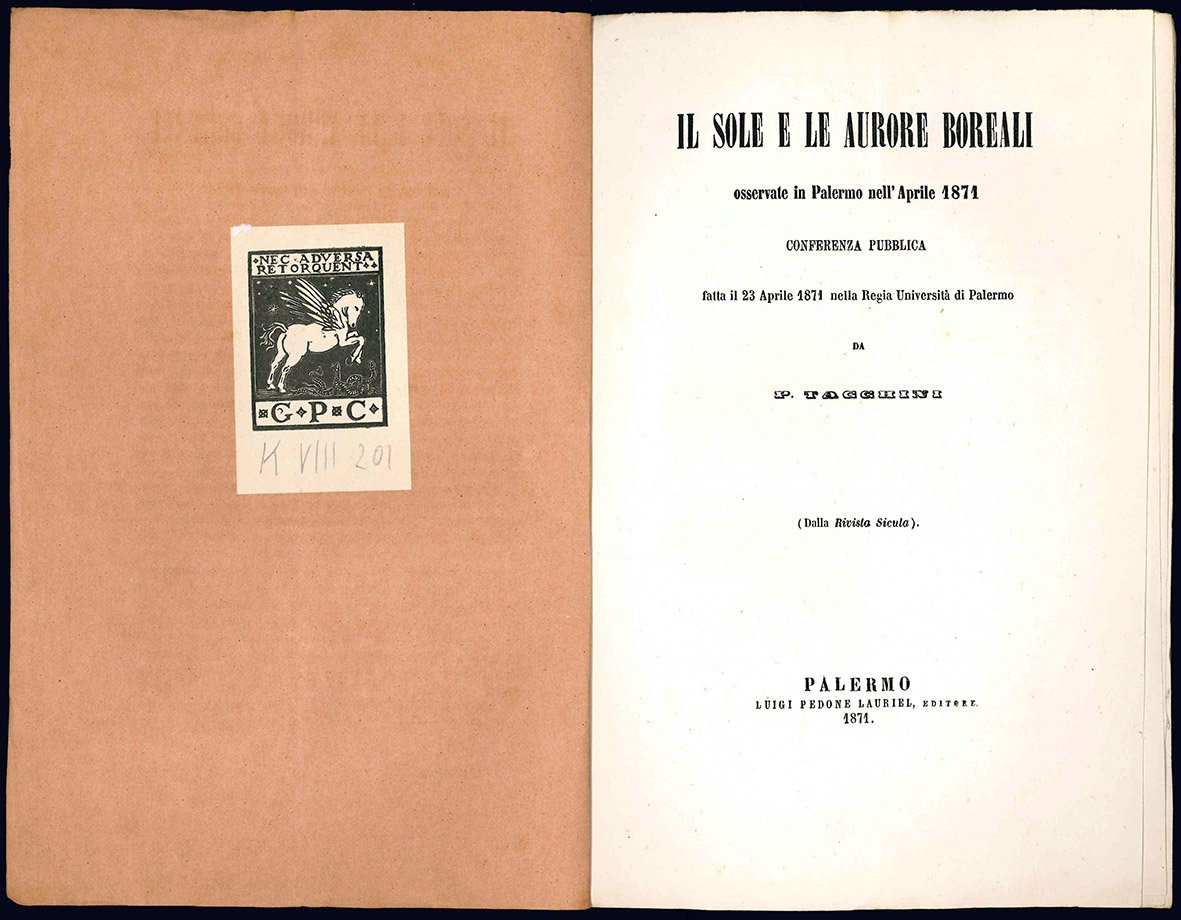 NEC · ADVERSA
RETORQUENT
G P C
K VIII 201
IL SOLE E LE AURORE BOREALI
osservate in Palermo nell'Aprile 1871
CONFERENZA PUBBLICA
fatta il 23 Aprile 1871 nella Regia Università di Palermo
DA
P. TACCHINI
(Dalla Rivista Sicula).
PALERMO
LUIGI PEDONE LAURIEL, EDITORE.
1871.